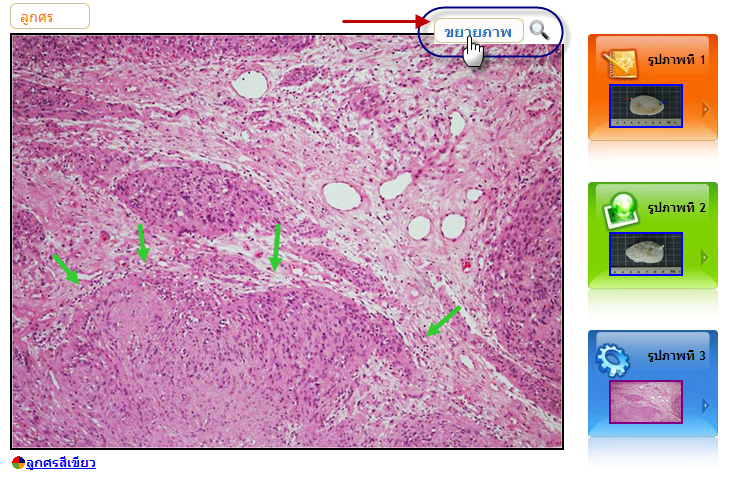 ลูกศร
ขยายภาพ
รูปภาพที่ 1
รูปภาพที่ 2
รูปภาพที่ 3
ลูกศรสีเขียว